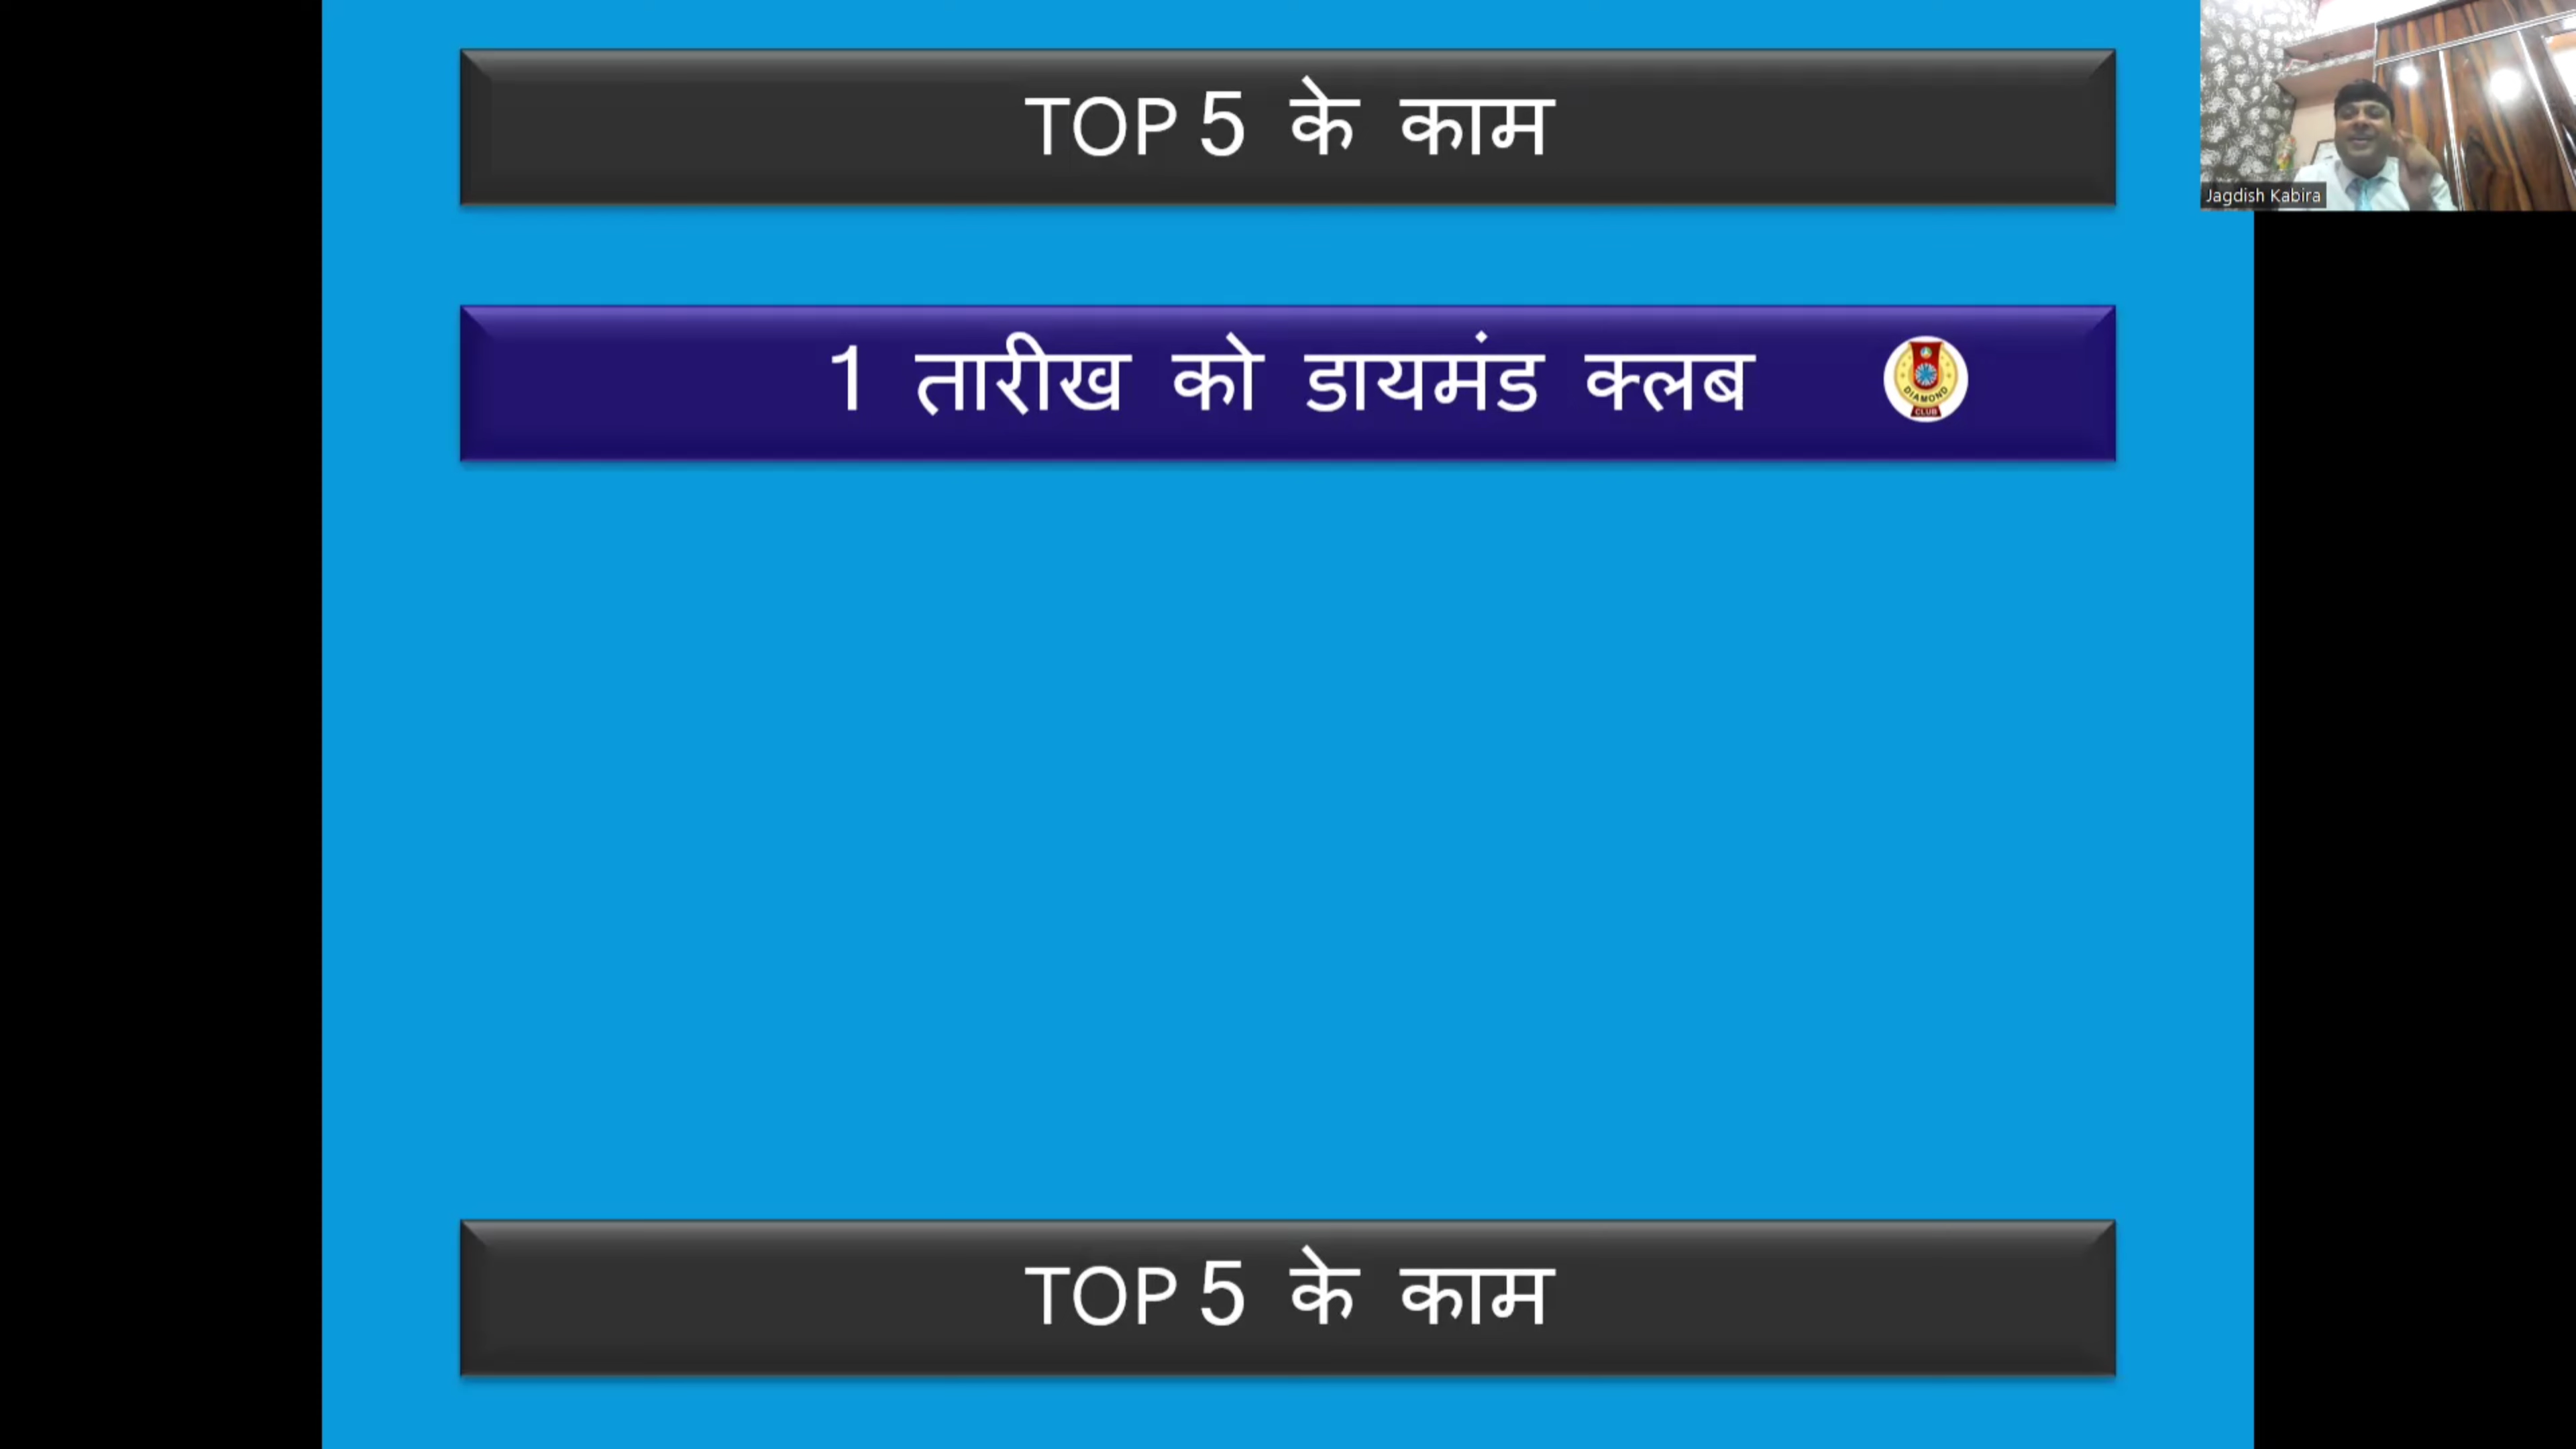 TOP 5 के काम
Jagdish Kabira
1 तारीख को डायमंड क्लब
DIAMOND
CLUB
TOP 5 के काम